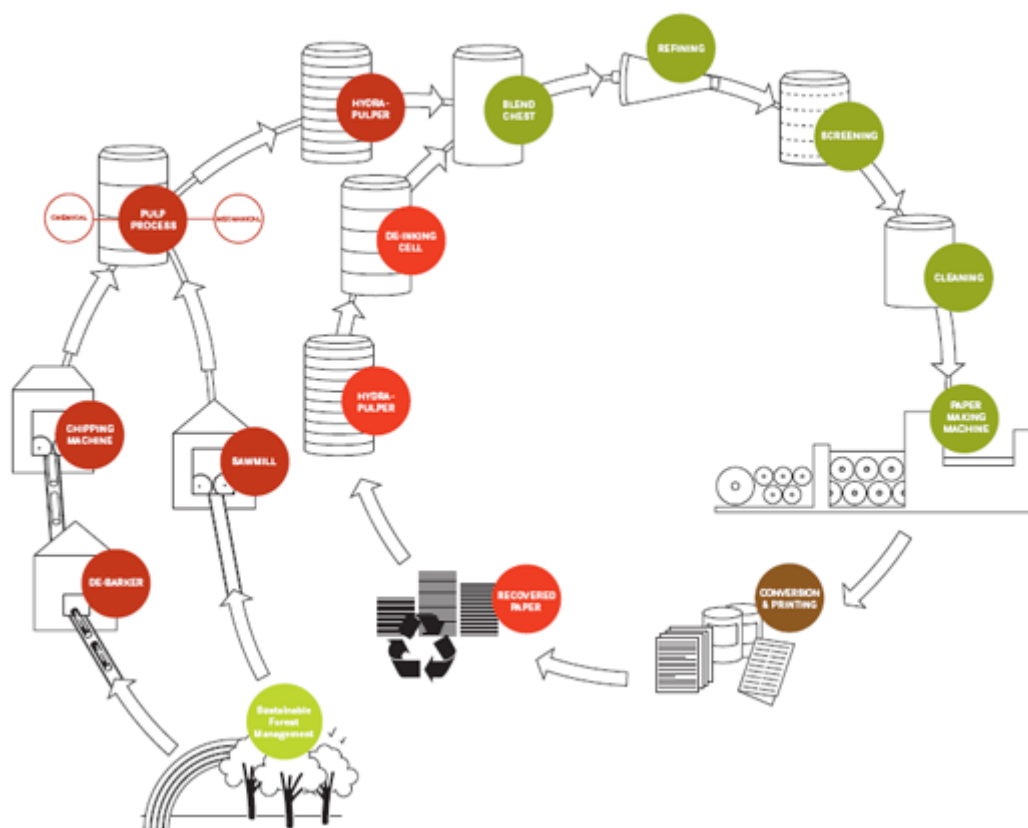 REFINING
HYDRA-
PULPER
BLEND
CHEST
SCREENING
CHEMICAL
PULP
PROCESS
MECHANICAL
DE-INKING
CELL
CLEANING
HYDRA-
PULPER
PAPER
MAKING
MACHINE
CHIPPING
MACHINE
SAWMILL
DE-BARKER
RECOVERED
PAPER
CONVERSION
& PRINTING
Sustainable
Forest
Management